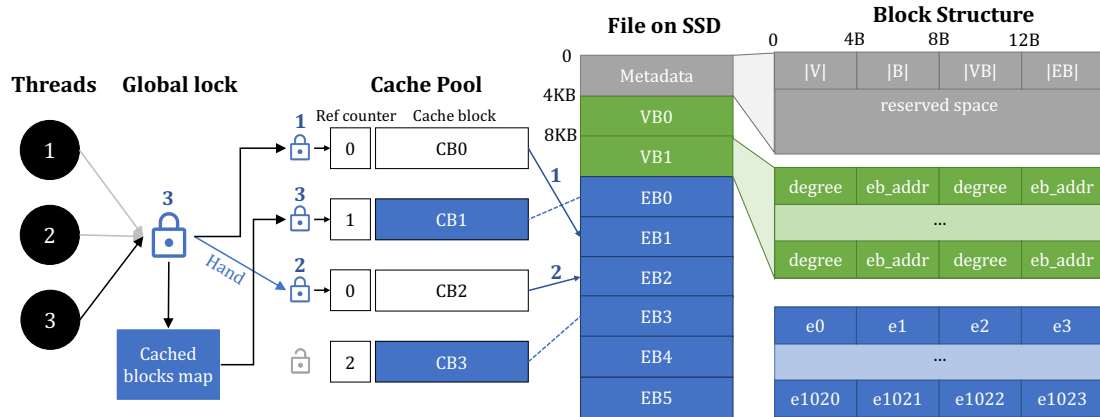 File on SSD
Block Structure
0
0
4B
8B
12B
Threads
Global lock
Cache Pool
Metadata
|V|
|B|
|VB|
|EB|
reserved space
4KB
Ref counter
Cache block
VB0
8KB
1
1
0
CB0
VB1
1
degree
eb_addr
degree
eb_addr
...
degree
eb_addr
degree
eb_addr
3
3
1
CB1
EB0
2
EB1
Hand
2
0
CB2
2
EB2
3
EB3
e0
e1
e2
e3
...
e1020
e1021
e1022
e1023
Cached
blocks map
2
CB3
EB4
EB5